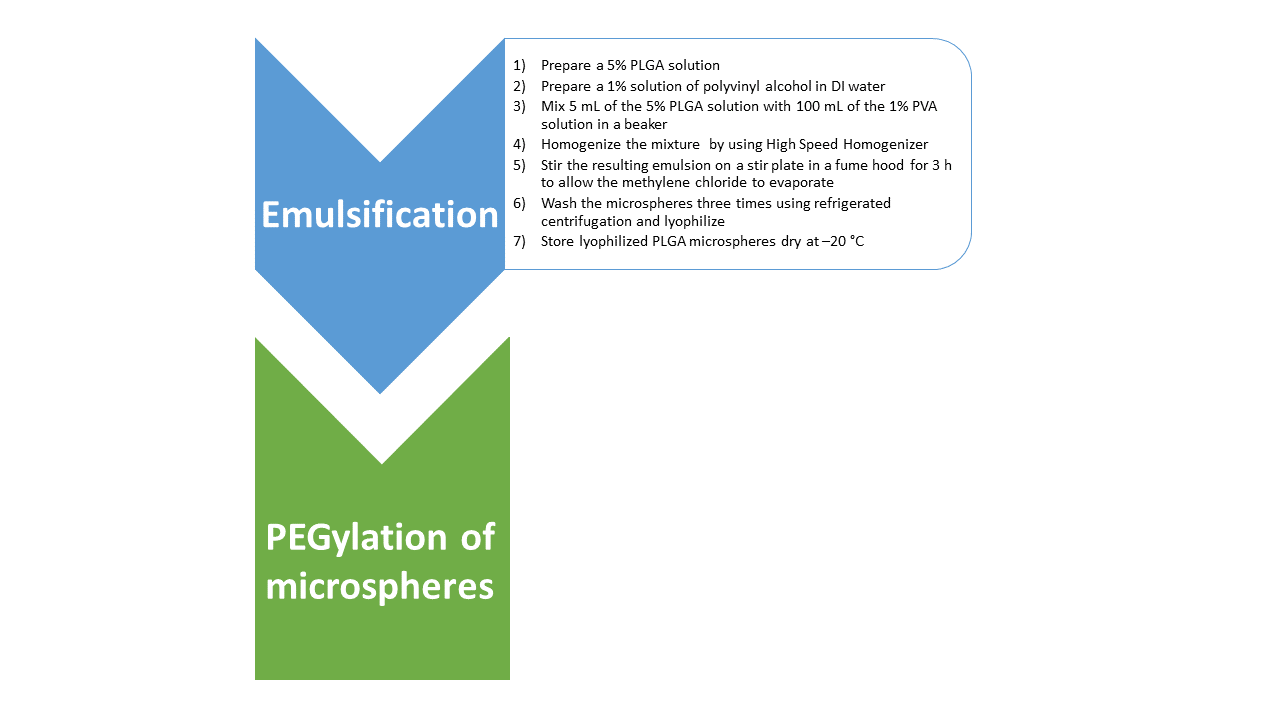 Emulsification
1) Prepare a 5% PLGA solution
2) Prepare a 1% solution of polyvinyl alcohol in DI water
3) Mix 5 mL of the 5% PLGA solution with 100 mL of the 1% PVA
solution in a beaker
4) Homogenize the mixture by using High Speed Homogenizer
5) Stir the resulting emulsion on a stir plate in a fume hood for 3 h
to allow the methylene chloride to evaporate
6) Wash the microspheres three times using refrigerated
centrifugation and lyophilize
7) Store lyophilized PLGA microspheres dry at –20 °C
PEGylation of
microspheres